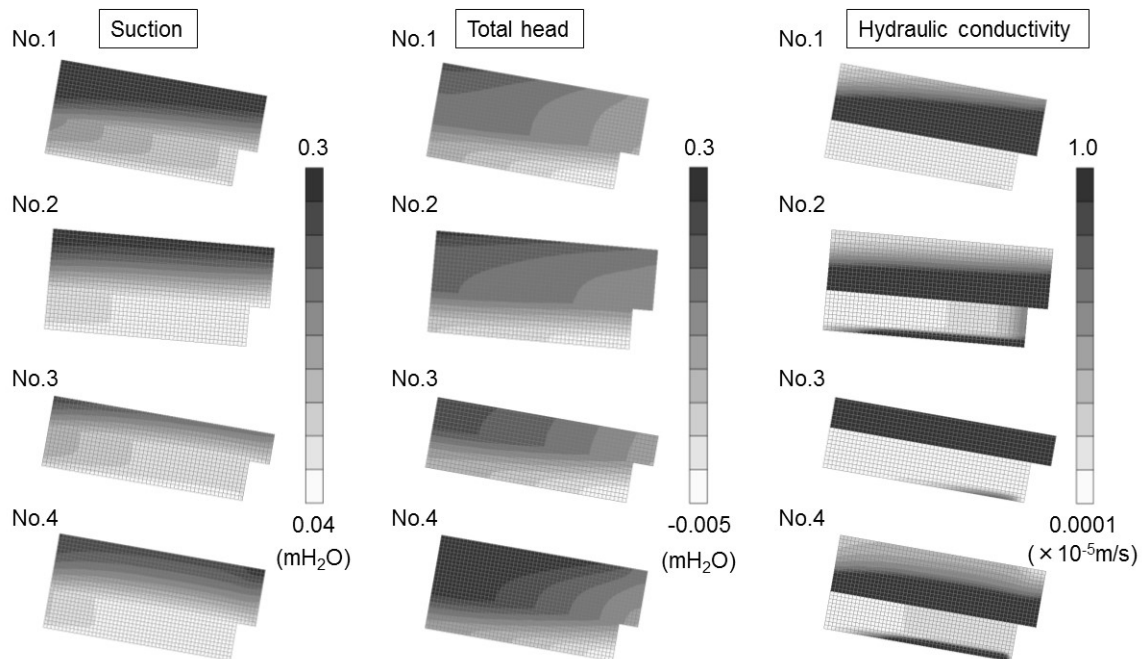 Suction
No.1
0.3
No.2
No.3
No.4
0.04
(mH₂O)
Total head
No.1
0.3
No.2
No.3
No.4
-0.005
(mH₂O)
Hydraulic conductivity
No.1
1.0
No.2
No.3
No.4
0.0001
(×10⁻⁵m/s)